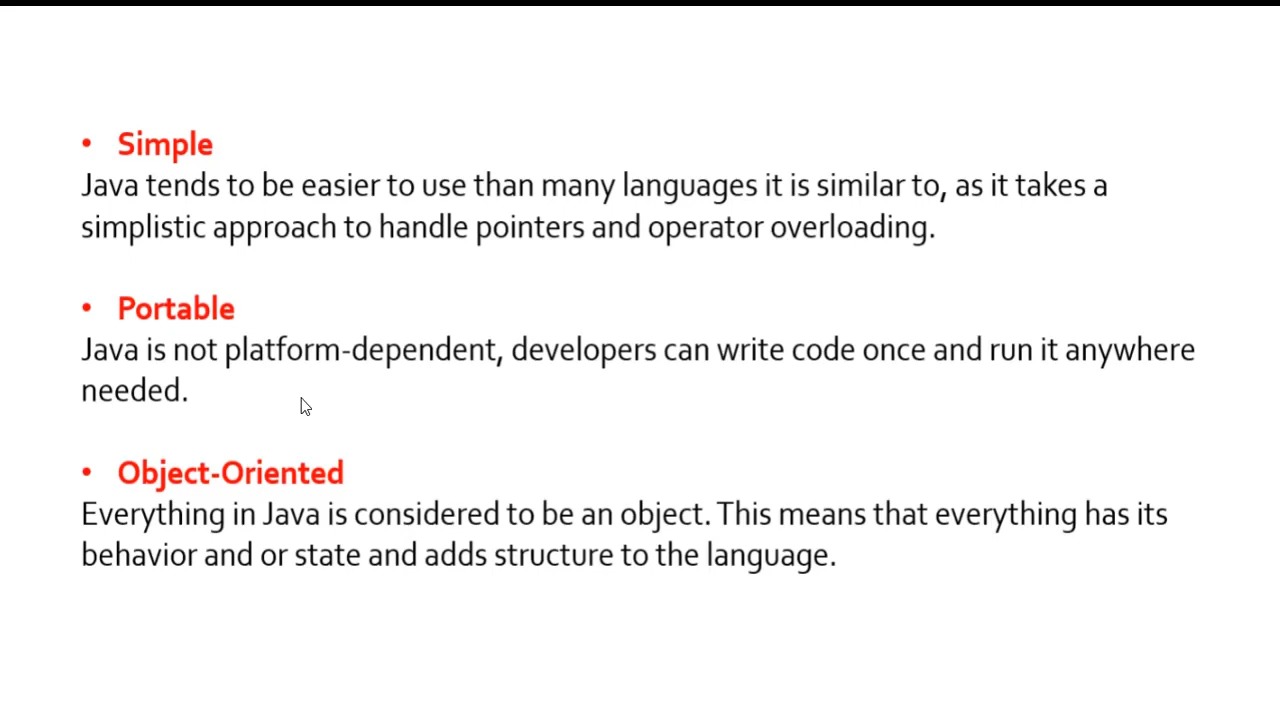 • Simple
Java tends to be easier to use than many languages it is similar to, as it takes a
simplistic approach to handle pointers and operator overloading.
• Portable
Java is not platform-dependent, developers can write code once and run it anywhere
needed.
• Object-Oriented
Everything in Java is considered to be an object. This means that everything has its
behavior and or state and adds structure to the language.